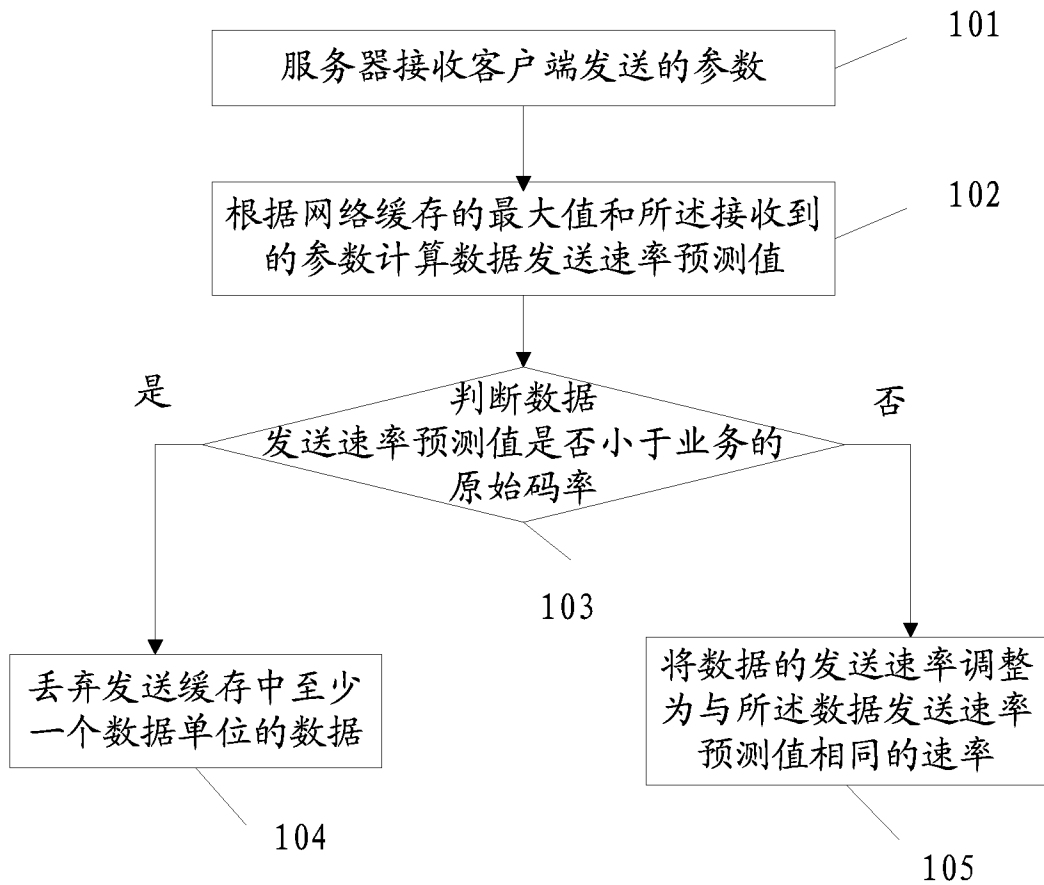 101
服务器接收客户端发送的参数
102
根据网络缓存的最大值和所述接收到
的参数计算数据发送速率预测值
是
否
判断数据
发送速率预测值是否小于业务的
原始码率
103
丢弃发送缓存中至少
一个数据单位的数据
104
将数据的发送速率调整
为与所述数据发送速率
预测值相同的速率
105